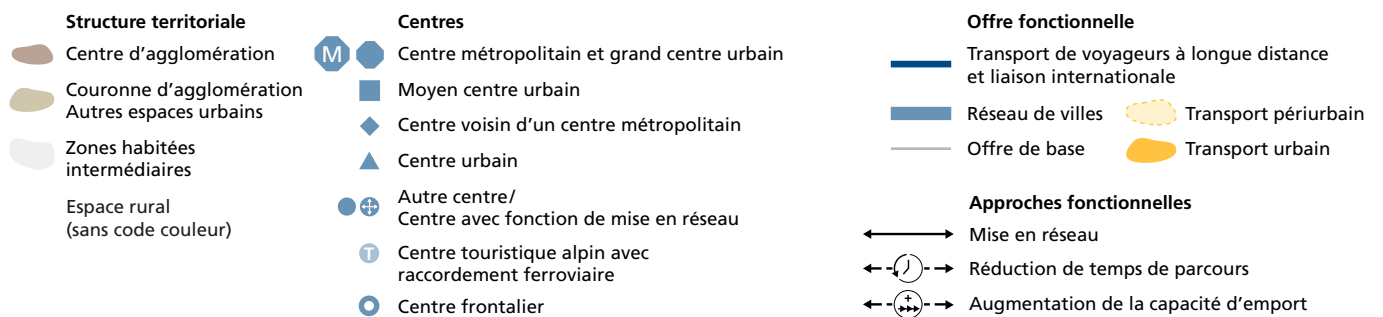 Structure territoriale
Centre d’agglomération
Couronne d’agglomération
Autres espaces urbains
Zones habitées
intermédiaires
Espace rural
(sans code couleur)
Centres
M
Centre métropolitain et grand centre urbain
Moyen centre urbain
Centre voisin d’un centre métropolitain
Centre urbain
Autre centre/
Centre avec fonction de mise en réseau
T
Centre touristique alpin avec
raccordement ferroviaire
Centre frontalier
Offre fonctionnelle
Transport de voyageurs à longue distance
et liaison internationale
Réseau de villes
Transport périurbain
Offre de base
Transport urbain
Approches fonctionnelles
Mise en réseau
Réduction de temps de parcours
Augmentation de la capacité d’emport